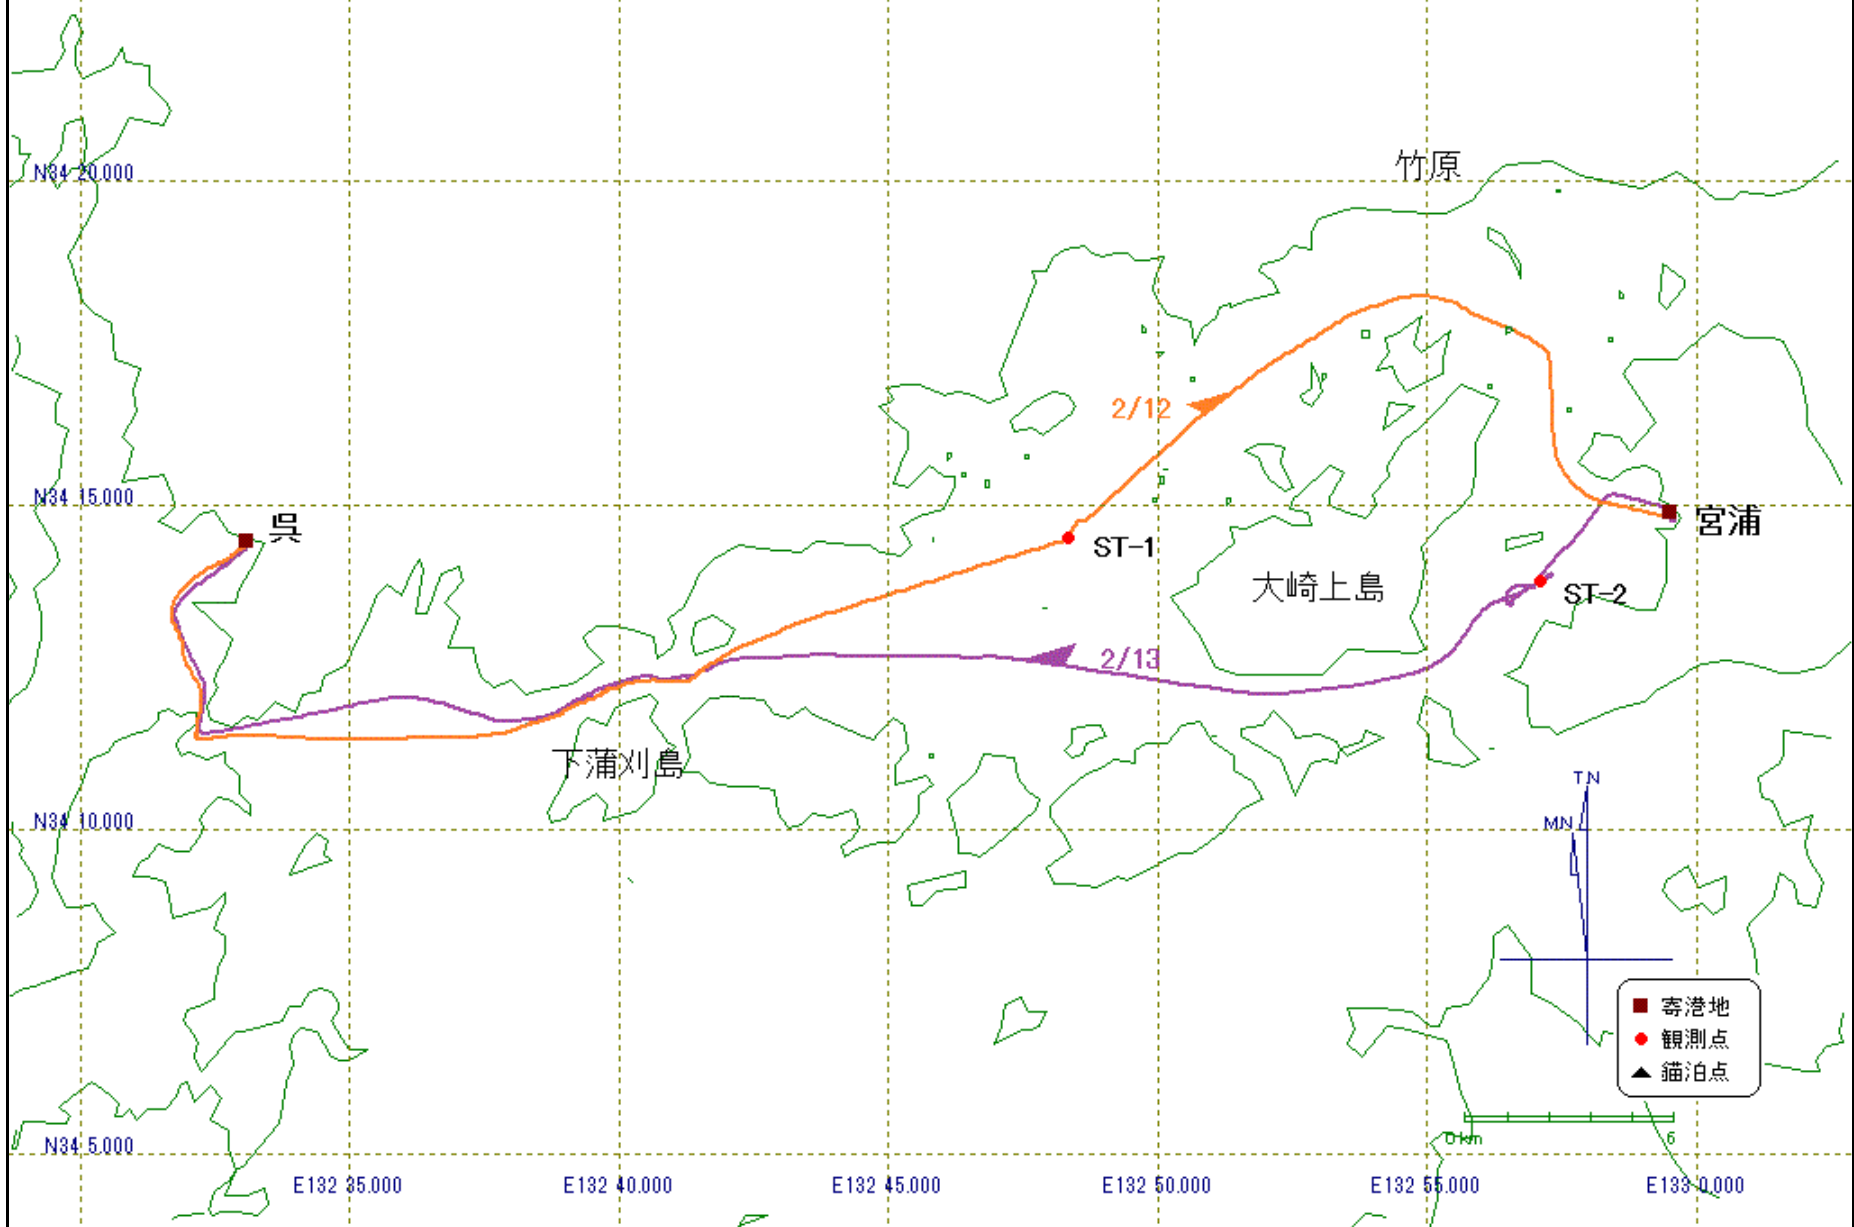 竹原
N34 20.000
2/12
N34 15.000
呉
宮浦
ST-1
大崎上島
ST-2
2/13
下蒲刈島
TN
N34 10.000
MN
寄港地
観測点
錨泊点
0 km
6
N34 5.000
E132 35.000
E132 40.000
E132 45.000
E132 50.000
E132 55.000
E133 0.000